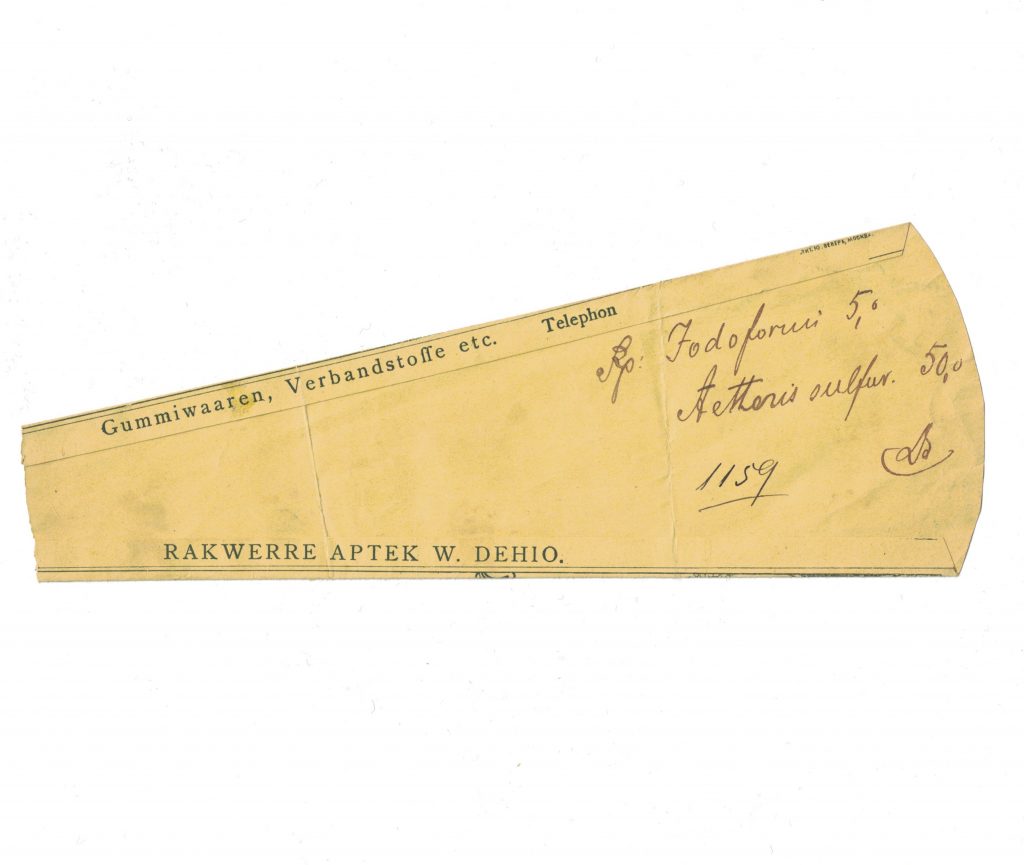 Gummiwaaren, Verbandstoffe etc. Telephon
Rp: Jodoformi 5,0
Aetheris sulfur. 50,0
1159
RAKWERRE APTEK W. DEHIO.